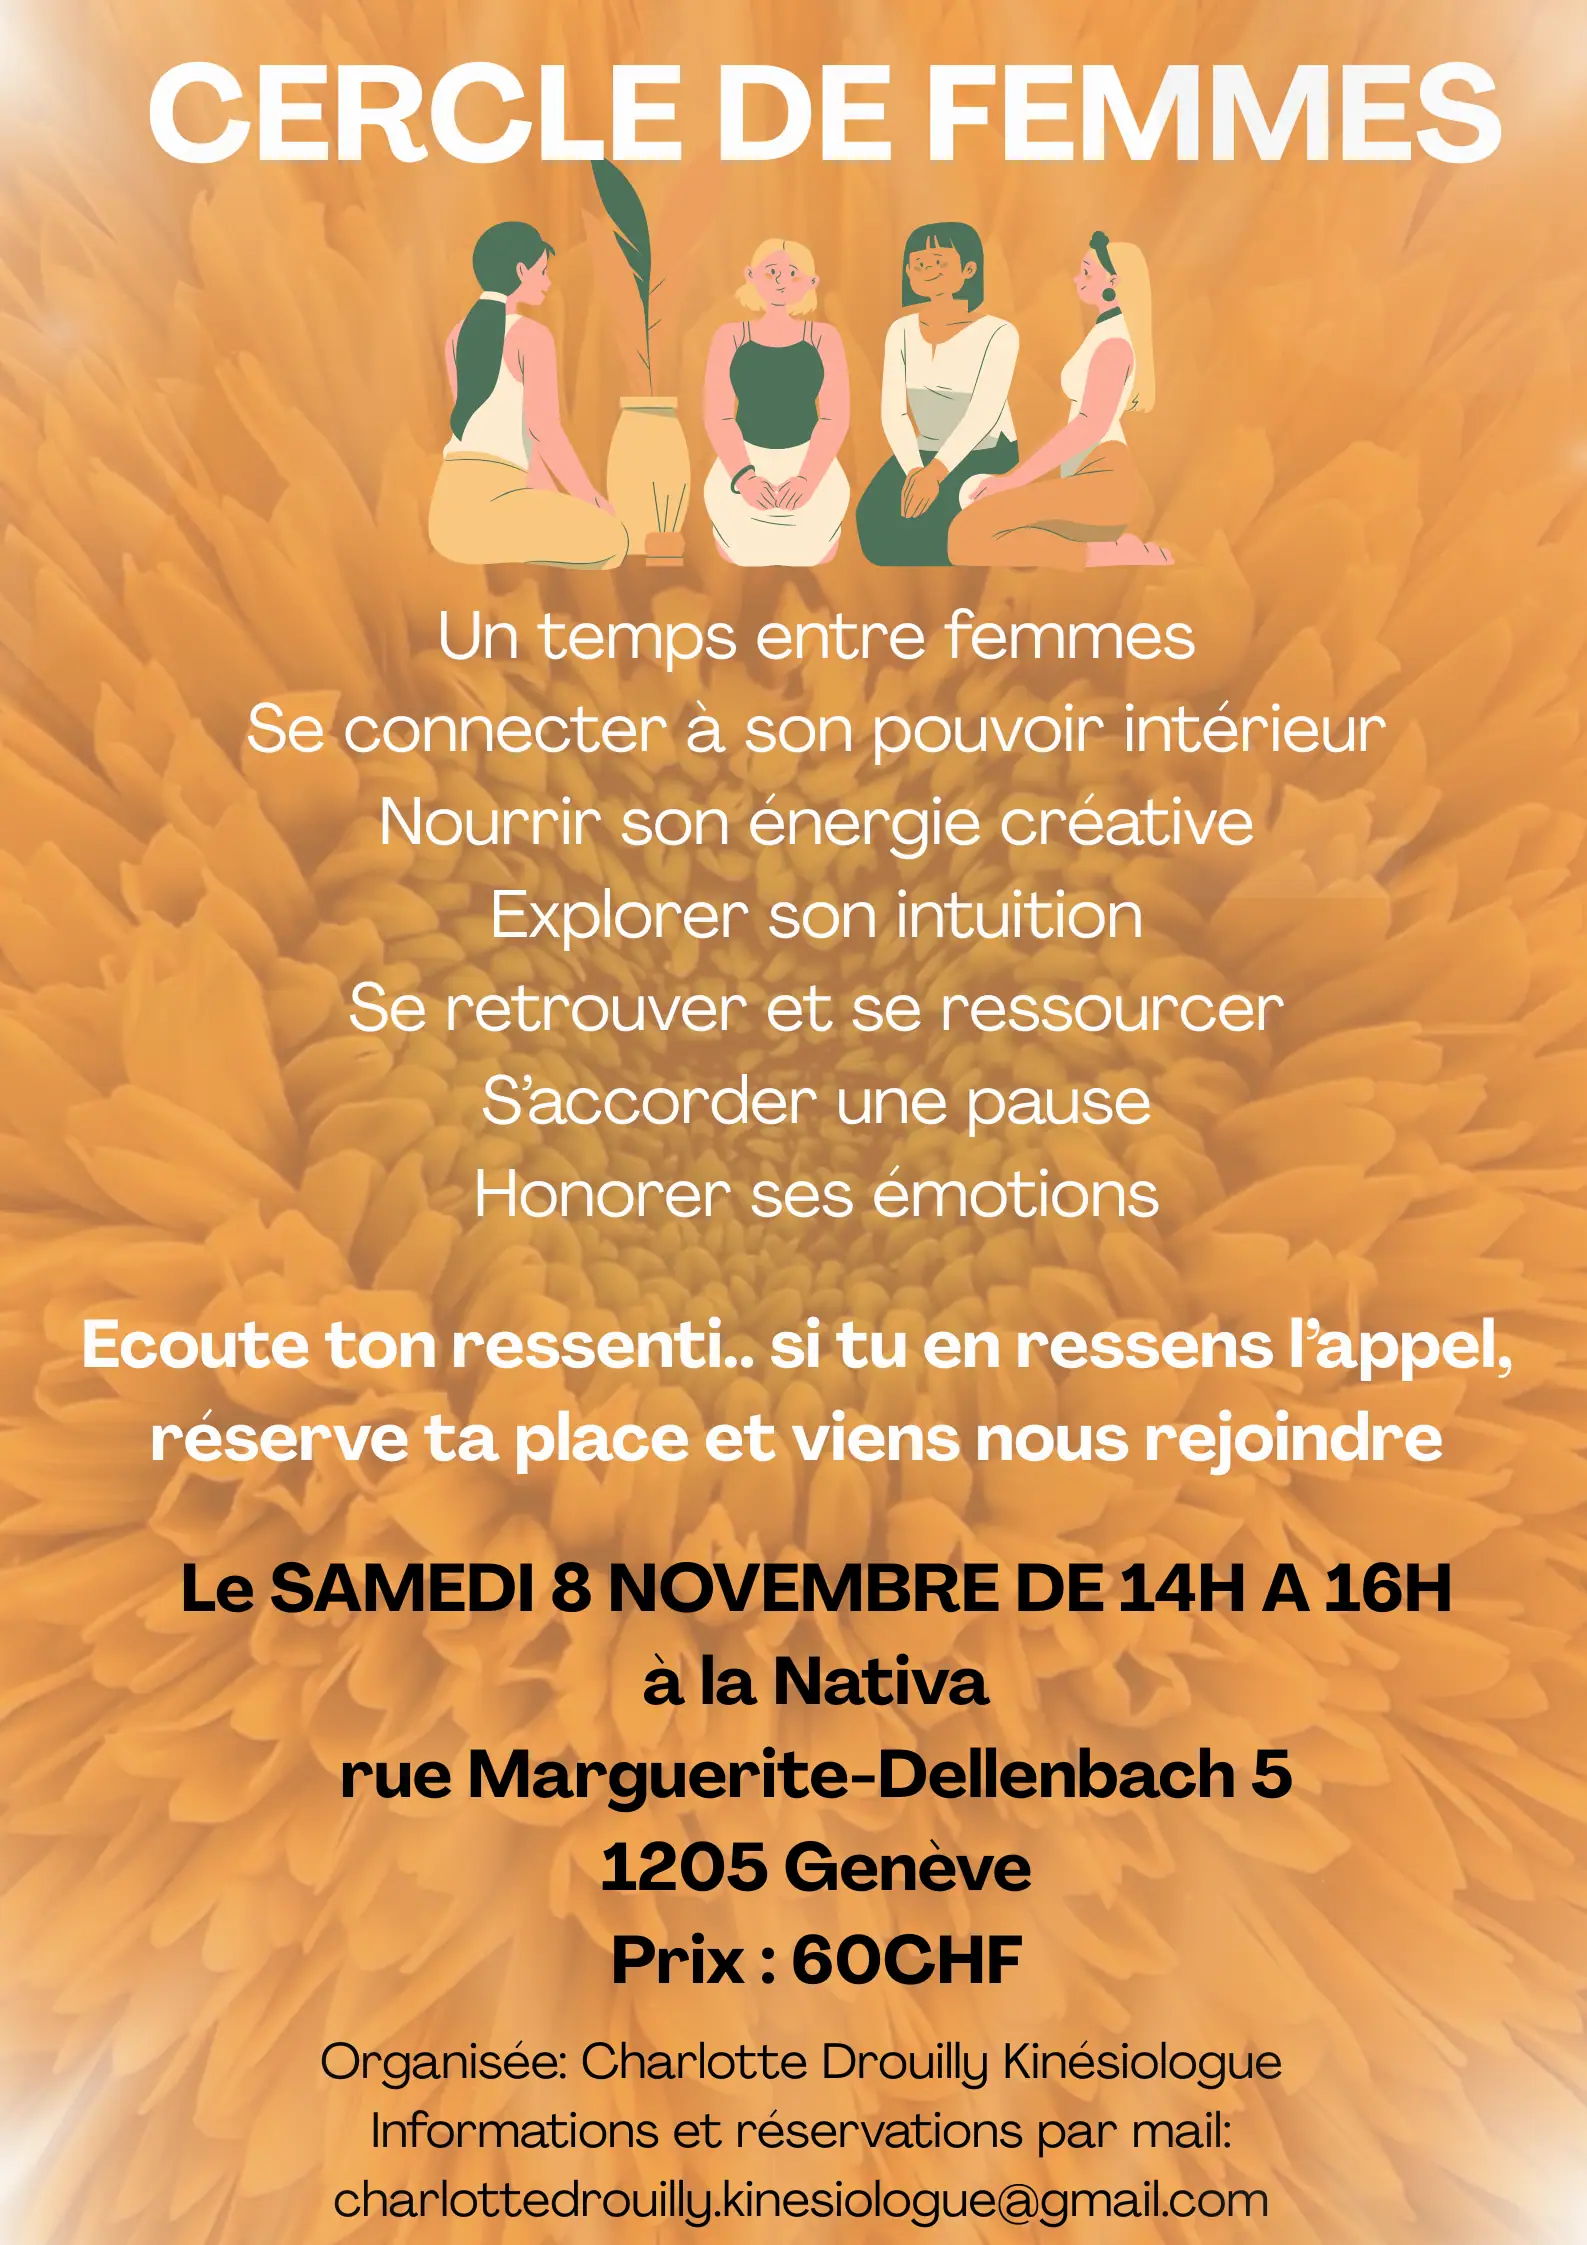 CERCLE DE FEMMES
Un temps entre femmes
Se connecter à son pouvoir intérieur
Nourrir son énergie créative
Explorer son intuition
Se retrouver et se ressourcer
S’accorder une pause
Honorer ses émotions
Ecoute ton ressenti.. si tu en ressens l’appel,
réserve ta place et viens nous rejoindre
Le SAMEDI 8 NOVEMBRE DE 14H A 16H
à la Nativa
rue Marguerite-Dellenbach 5
1205 Genève
Prix : 60CHF
Organisée: Charlotte Drouilly Kinésiologue
Informations et réservations par mail:
charlottedrouilly.kinesiologue@gmail.com